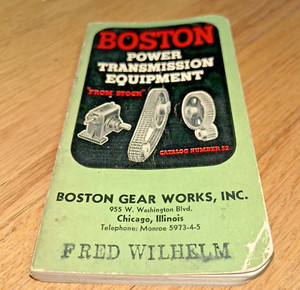 BOSTON
POWER
TRANSMISSION
EQUIPMENT
"FROM STOCK"
CATALOG NUMBER 52
BOSTON GEAR WORKS, INC.
955 W. Washington Blvd.
Chicago, Illinois
Telephone: Monroe 5973-4-5
FRED WILHELM